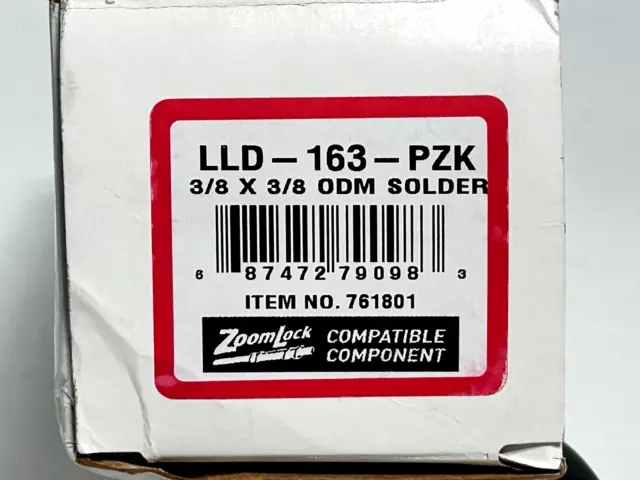 LLD-163-PZK
3/8 X 3/8 ODM SOLDER
6 87472 79098 3
ITEM NO. 761801
ZoomLock
COMPATIBLE
COMPONENT